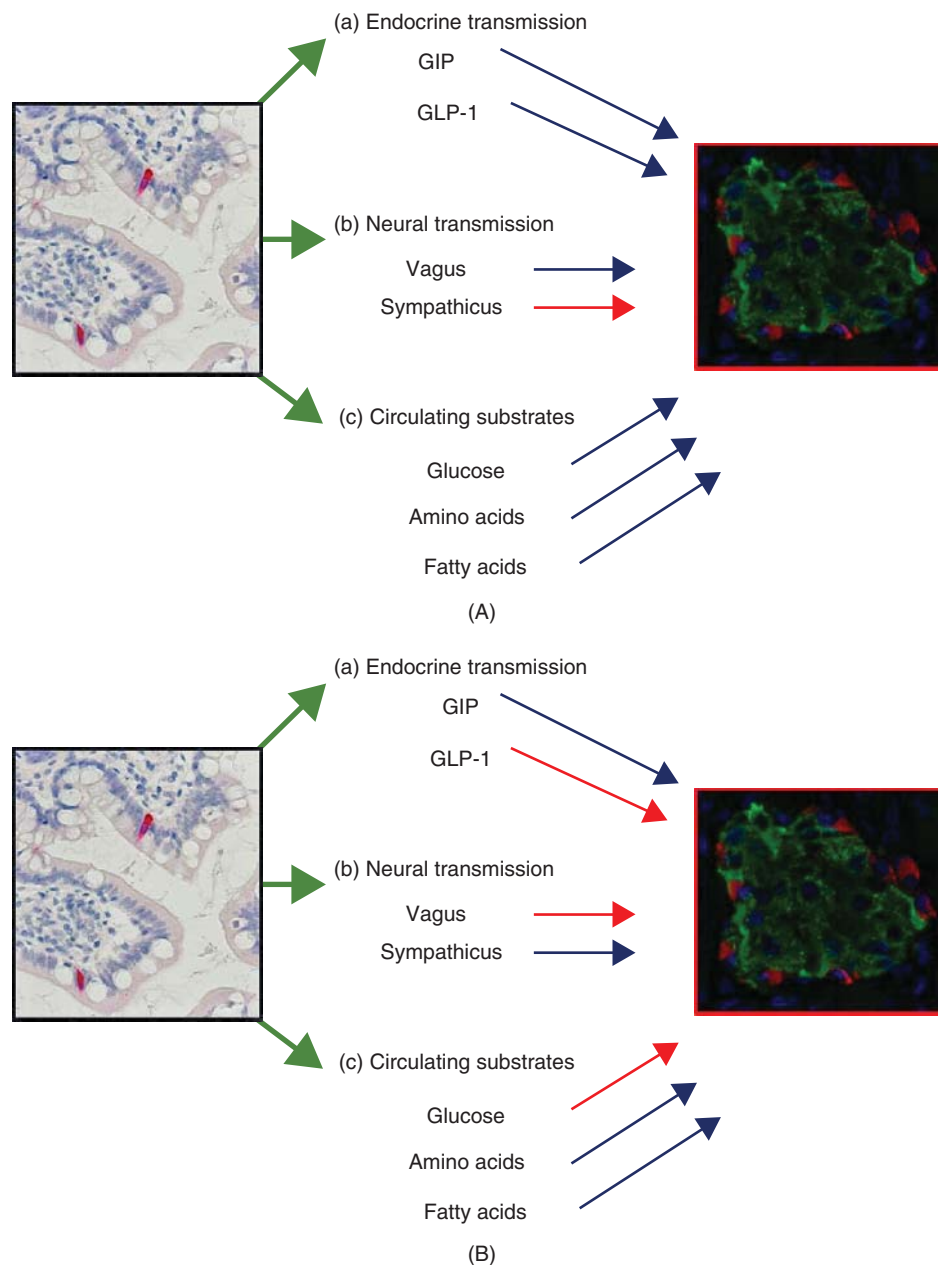 (a) Endocrine transmission
GIP
GLP-1
(b) Neural transmission
Vagus
Sympathicus
(c) Circulating substrates
Glucose
Amino acids
Fatty acids
(A)
(a) Endocrine transmission
GIP
GLP-1
(b) Neural transmission
Vagus
Sympathicus
(c) Circulating substrates
Glucose
Amino acids
Fatty acids
(B)